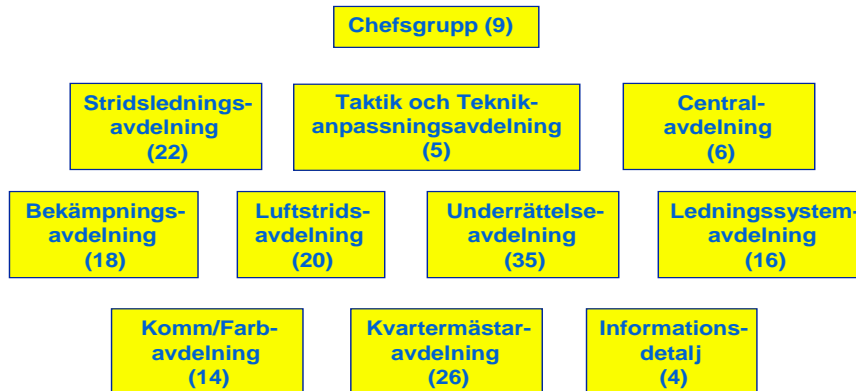 Chefsgrupp (9)
Stridslednings-
avdelning
(22)
Taktik och Teknik-
anpassningsavdelning
(5)
Central-
avdelning
(6)
Bekämpnings-
avdelning
(18)
Luftstrids-
avdelning
(20)
Underrättelse-
avdelning
(35)
Ledningssystem-
avdelning
(16)
Komm/Farb-
avdelning
(14)
Kvartermästar-
avdelning
(26)
Informations-
detalj
(4)